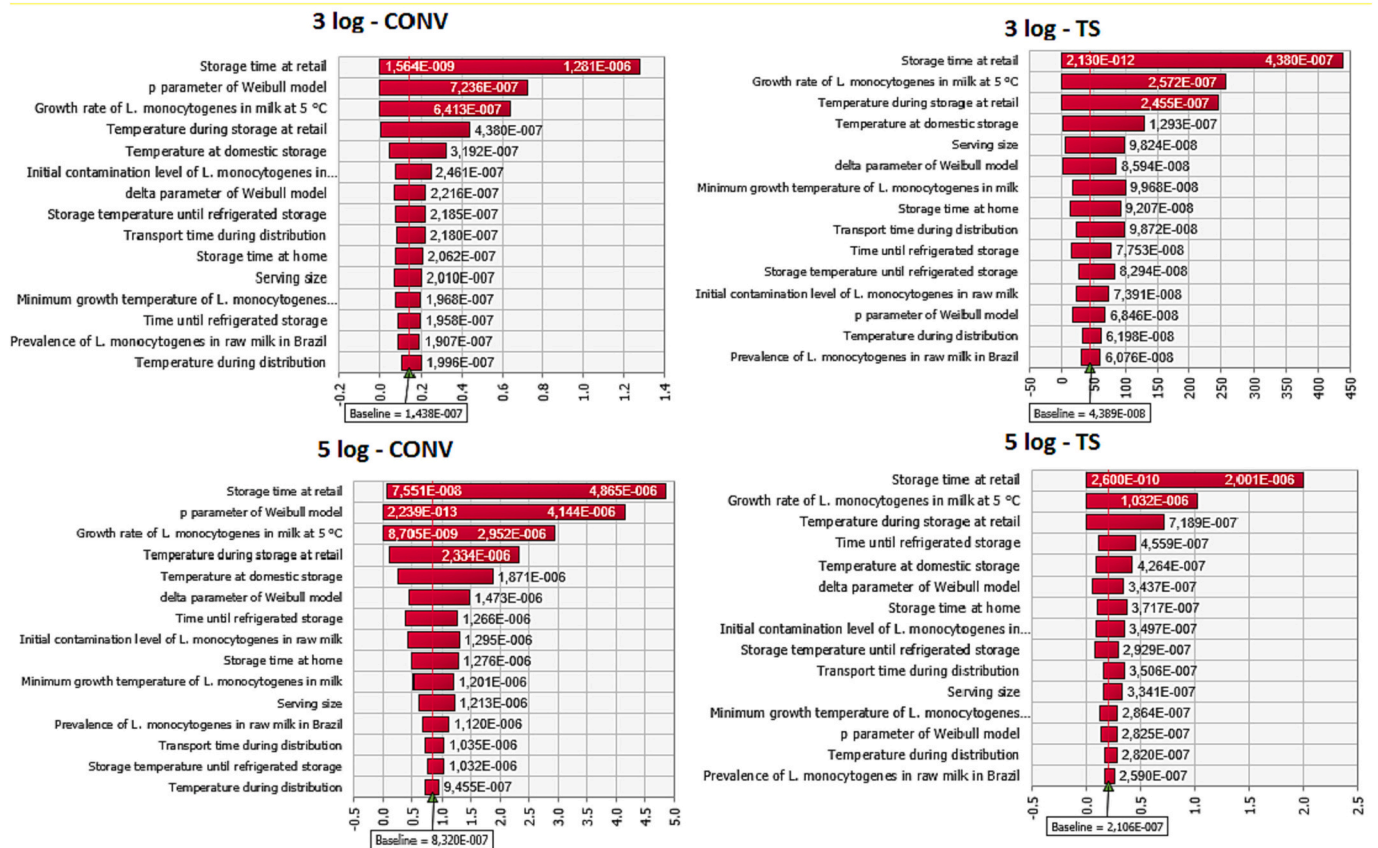 3 log - CONV
Storage time at retail 1,564E-009 1,281E-006
p parameter of Weibull model 7,236E-007
Growth rate of L. monocytogenes in milk at 5 °C 6,413E-007
Temperature during storage at retail 4,380E-007
Temperature at domestic storage 3,192E-007
Initial contamination level of L. monocytogenes in... 2,461E-007
delta parameter of Weibull model 2,216E-007
Storage temperature until refrigerated storage 2,185E-007
Transport time during distribution 2,180E-007
Storage time at home 2,062E-007
Serving size 2,010E-007
Minimum growth temperature of L. monocytogenes... 1,968E-007
Time until refrigerated storage 1,958E-007
Prevalence of L. monocytogenes in raw milk in Brazil 1,907E-007
Temperature during distribution 1,996E-007
-0.2 0.0 0.2 0.4 0.6 0.8 1.0 1.2 1.4
Baseline = 1,438E-007
3 log - TS
Storage time at retail 2,130E-012 4,380E-007
Growth rate of L. monocytogenes in milk at 5 °C 2,572E-007
Temperature during storage at retail 2,455E-007
Temperature at domestic storage 1,293E-007
Serving size 9,824E-008
delta parameter of Weibull model 8,594E-008
Minimum growth temperature of L. monocytogenes in milk 9,968E-008
Storage time at home 9,207E-008
Transport time during distribution 9,872E-008
Time until refrigerated storage 7,753E-008
Storage temperature until refrigerated storage 8,294E-008
Initial contamination level of L. monocytogenes in raw milk 7,391E-008
p parameter of Weibull model 6,846E-008
Temperature during distribution 6,198E-008
Prevalence of L. monocytogenes in raw milk in Brazil 6,076E-008
-50 0 50 100 150 200 250 300 350 400 450
Baseline = 4,389E-008
5 log - CONV
Storage time at retail 7,551E-008 4,865E-006
p parameter of Weibull model 2,239E-013 4,144E-006
Growth rate of L. monocytogenes in milk at 5 °C 8,705E-009 2,952E-006
Temperature during storage at retail 2,334E-006
Temperature at domestic storage 1,871E-006
delta parameter of Weibull model 1,473E-006
Time until refrigerated storage 1,266E-006
Initial contamination level of L. monocytogenes in raw milk 1,295E-006
Storage time at home 1,276E-006
Minimum growth temperature of L. monocytogenes in milk 1,201E-006
Serving size 1,213E-006
Prevalence of L. monocytogenes in raw milk in Brazil 1,120E-006
Transport time during distribution 1,035E-006
Storage temperature until refrigerated storage 1,032E-006
Temperature during distribution 9,455E-007
-0.5 0.0 0.5 1.0 1.5 2.0 2.5 3.0 3.5 4.0 4.5 5.0
Baseline = 8,320E-007
5 log - TS
Storage time at retail 2,600E-010 2,001E-006
Growth rate of L. monocytogenes in milk at 5 °C 1,032E-006
Temperature during storage at retail 7,189E-007
Time until refrigerated storage 4,559E-007
Temperature at domestic storage 4,264E-007
delta parameter of Weibull model 3,437E-007
Storage time at home 3,717E-007
Initial contamination level of L. monocytogenes in... 3,497E-007
Storage temperature until refrigerated storage 2,929E-007
Transport time during distribution 3,506E-007
Serving size 3,341E-007
Minimum growth temperature of L. monocytogenes... 2,864E-007
p parameter of Weibull model 2,825E-007
Temperature during distribution 2,820E-007
Prevalence of L. monocytogenes in raw milk in Brazil 2,590E-007
-0.5 0.0 0.5 1.0 1.5 2.0 2.5
Baseline = 2,106E-007